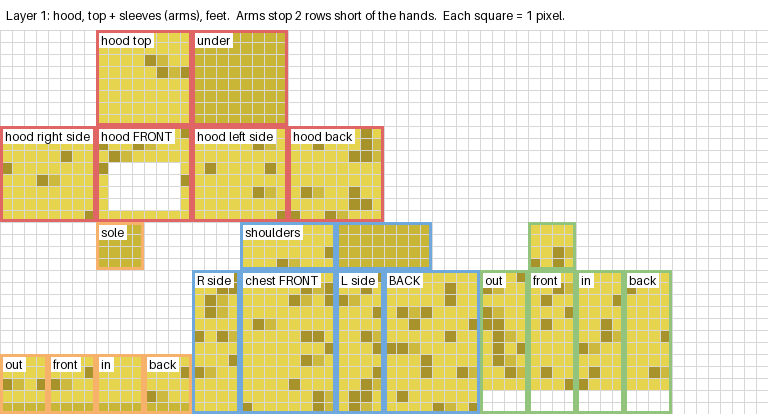 Layer 1: hood, top + sleeves (arms), feet. Arms stop 2 rows short of the hands. Each square = 1 pixel.
hood top under
hood right side hood FRONT hood left side hood back
sole shoulders
R side chest FRONT L side BACK out front in back
out front in back